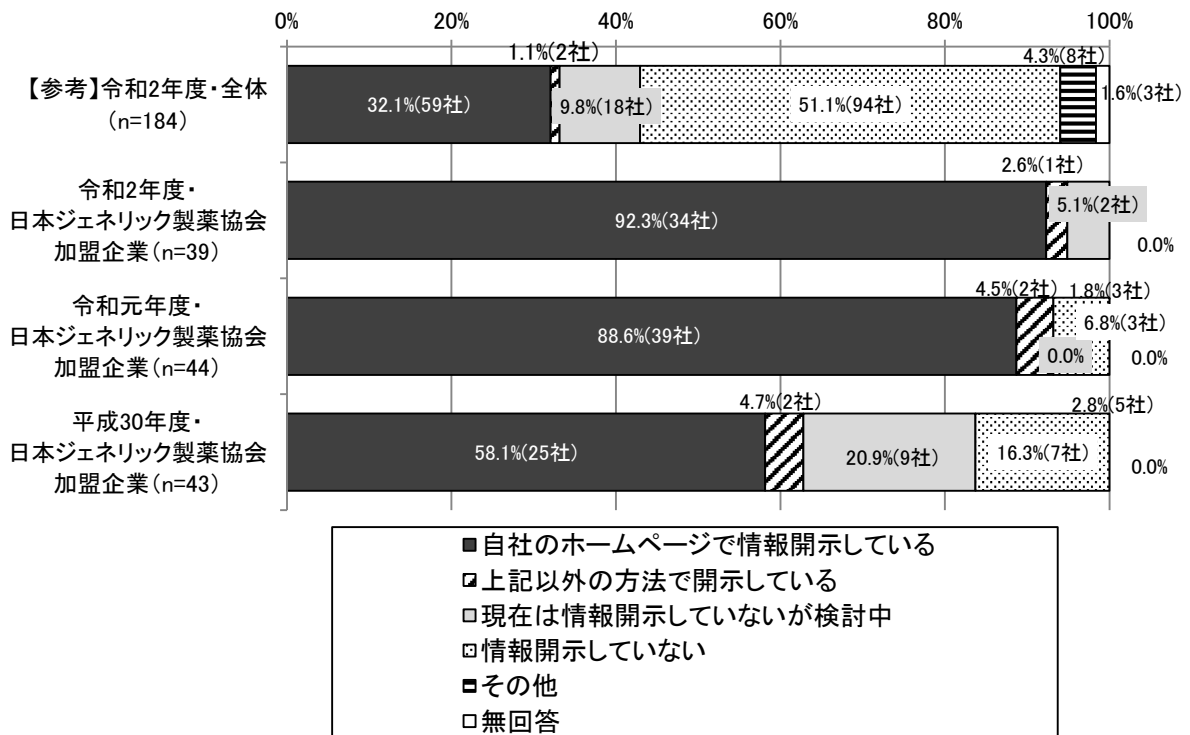 0% 20% 40% 60% 80% 100%
【参考】令和2年度・全体
(n=184)
32.1%(59社)
1.1%(2社)
9.8%(18社)
51.1%(94社)
4.3%(8社)
1.6%(3社)
令和2年度・
日本ジェネリック製薬協会
加盟企業(n=39)
92.3%(34社)
2.6%(1社)
5.1%(2社)
0.0%
令和元年度・
日本ジェネリック製薬協会
加盟企業(n=44)
88.6%(39社)
4.5%(2社)
0.0%
1.8%(3社)
6.8%(3社)
0.0%
平成30年度・
日本ジェネリック製薬協会
加盟企業(n=43)
58.1%(25社)
4.7%(2社)
20.9%(9社)
16.3%(7社)
2.8%(5社)
0.0%
自社のホームページで情報開示している
上記以外の方法で開示している
現在は情報開示していないが検討中
情報開示していない
その他
無回答